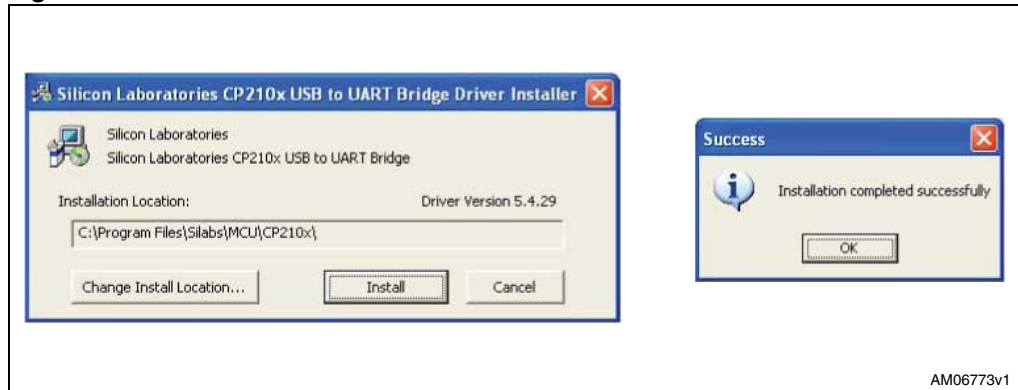 Silicon Laboratories CP210x USB to UART Bridge Driver Installer
Silicon Laboratories
Silicon Laboratories CP210x USB to UART Bridge
Installation Location:
Driver Version 5.4.29
C:\Program Files\Silabs\MCU\CP210x\
Change Install Location...
Install
Cancel
Success
Installation completed successfully
OK
AM06773v1